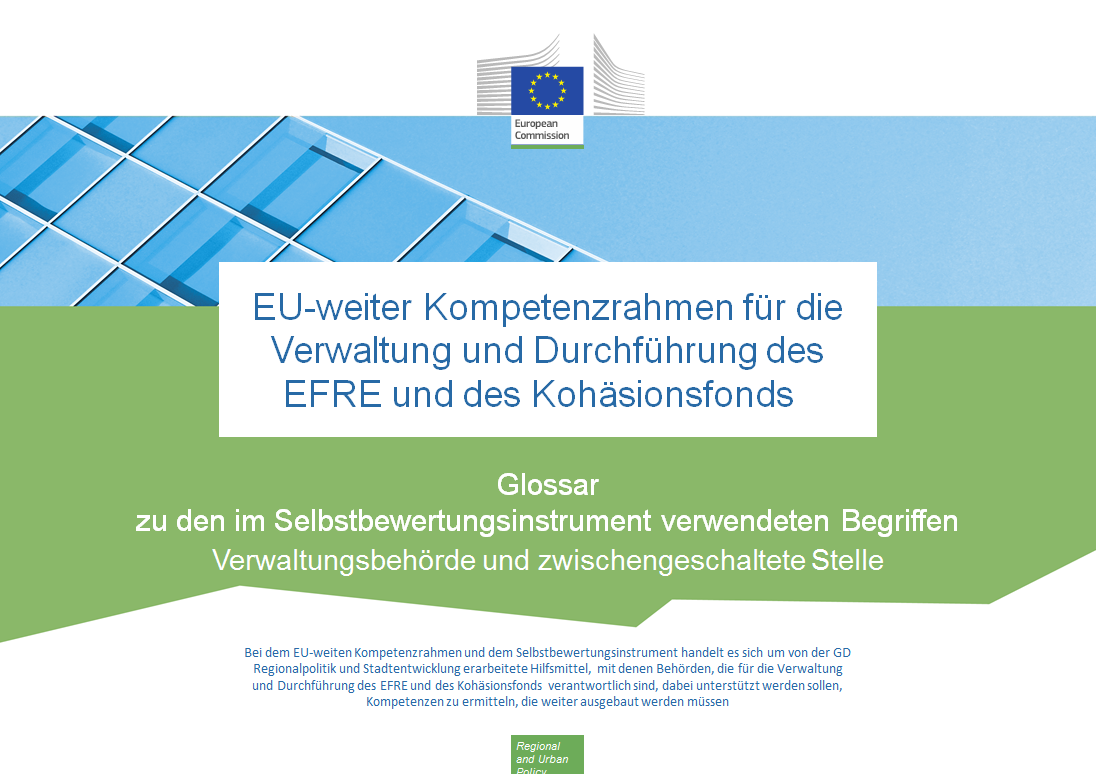 European
Commission
EU-weiter Kompetenzrahmen für die
Verwaltung und Durchführung des
EFRE und des Kohäsionsfonds
Glossar
zu den im Selbstbewertungsinstrument verwendeten Begriffen
Verwaltungsbehörde und zwischengeschaltete Stelle
Bei dem EU-weiten Kompetenzrahmen und dem Selbstbewertungsinstrument handelt es sich um von der GD
Regionalpolitik und Stadtentwicklung erarbeitete Hilfsmittel, mit denen Behörden, die für die Verwaltung
und Durchführung des EFRE und des Kohäsionsfonds verantwortlich sind, dabei unterstützt werden sollen,
Kompetenzen zu ermitteln, die weiter ausgebaut werden müssen
Regional
and Urban
Policy